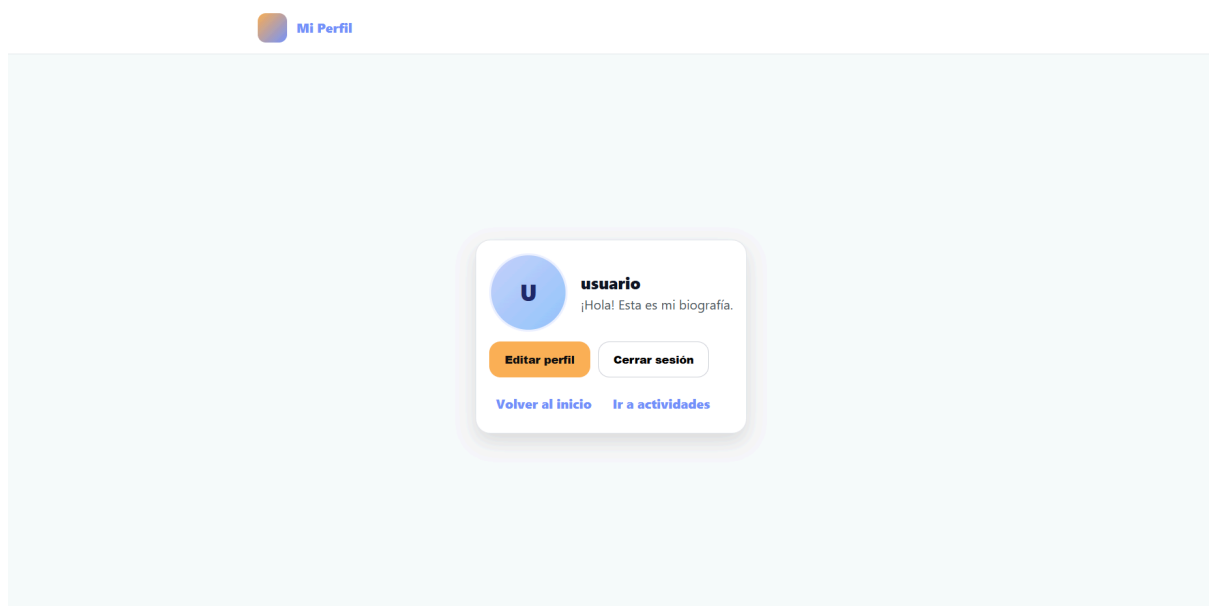 Mi Perfil
U
usuario
¡Hola! Esta es mi biografía.
Editar perfil
Cerrar sesión
Volver al inicio
Ir a actividades